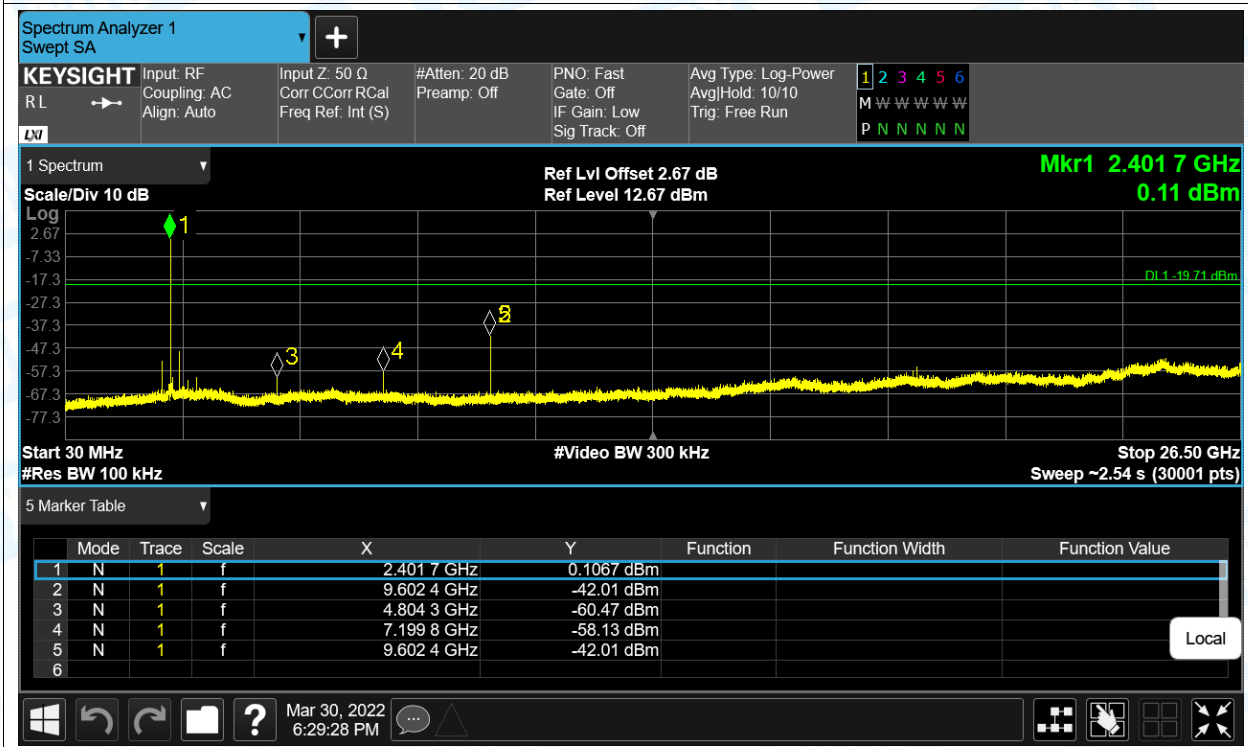 Spectrum Analyzer 1
Swept SA
KEYSIGHT
R L
LXI
Input: RF
Coupling: AC
Align: Auto
Input Z: 50 Ω
Corr CCorr RCal
Freq Ref: Int (S)
#Atten: 20 dB
Preamp: Off
PNO: Fast
Gate: Off
IF Gain: Low
Sig Track: Off
Avg Type: Log-Power
Avg|Hold: 10/10
Trig: Free Run
1 2 3 4 5 6
M W W W W W
P N N N N N
1 Spectrum
Scale/Div 10 dB
Ref Lvl Offset 2.67 dB
Ref Level 12.67 dBm
Mkr1 2.401 7 GHz
0.11 dBm
Log
2.67
-7.33
-17.3
-27.3
-37.3
-47.3
-57.3
-67.3
-77.3
1
DL1 -19.71 dBm
3
4
Start 30 MHz
#Res BW 100 kHz
#Video BW 300 kHz
Stop 26.50 GHz
Sweep ~2.54 s (30001 pts)
5 Marker Table
Mode Trace Scale X Y Function Function Width Function Value
1 N 1 f 2.401 7 GHz 0.1067 dBm
2 N 1 f 9.602 4 GHz -42.01 dBm
3 N 1 f 4.804 3 GHz -60.47 dBm
4 N 1 f 7.199 8 GHz -58.13 dBm
5 N 1 f 9.602 4 GHz -42.01 dBm
6
Local
?
Mar 30, 2022
6:29:28 PM